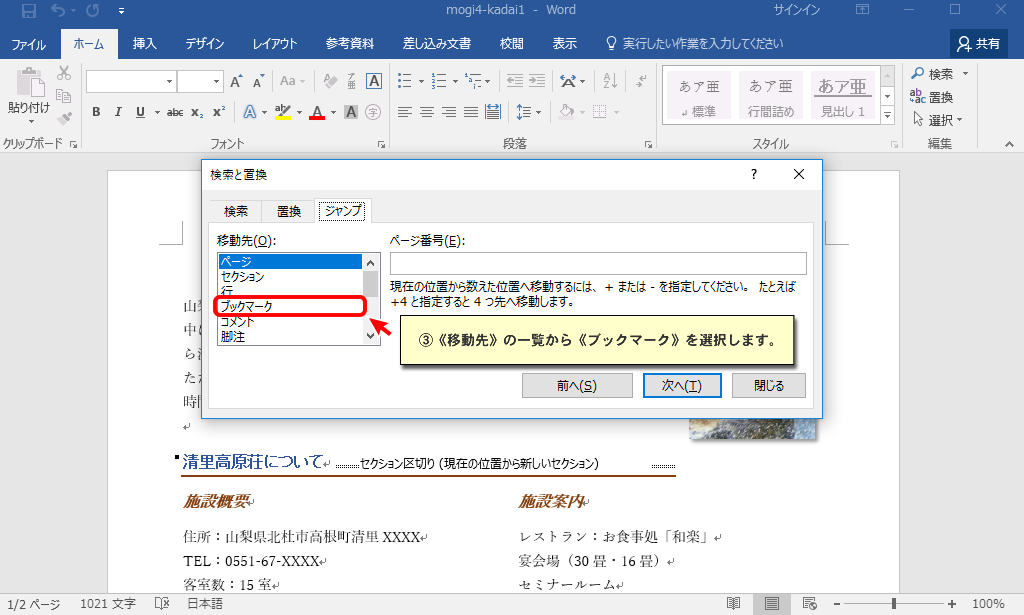 mogi4-kadai1 - Word
サインイン
ファイル ホーム 挿入 デザイン レイアウト 参考資料 差し込み文書 校閲 表示 実行したい作業を入力してください 共有
貼り付け
A A Aa A
B I U abc x₂ x² A A A 字
あア亜 あア亜 あア亜
標準 行間詰め 見出し 1
検索
置換
選択
クリップボード フォント 段落 スタイル 編集
検索と置換 ?
検索 置換 ジャンプ
移動先(O): ページ番号(E):
ページ
セクション
行
ブックマーク
コメント
脚注
現在の位置から数えた位置へ移動するには、+ または - を指定してください。 たとえば
+4 と指定すると 4 つ先へ移動します。
③《移動先》の一覧から《ブックマーク》を選択します。
前へ(S) 次へ(T) 閉じる
山梨
中に
ら
ただ
時間
清里高原荘について
セクション区切り (現在の位置から新しいセクション)
施設概要 施設案内
住所：山梨県北杜市高根町清里 XXXX レストラン：お食事処「和楽」
TEL：0551-67-XXXX 宴会場（30 畳・16 畳）
客室数：15 室 セミナールーム
1/2 ページ 1021 文字 日本語 100%